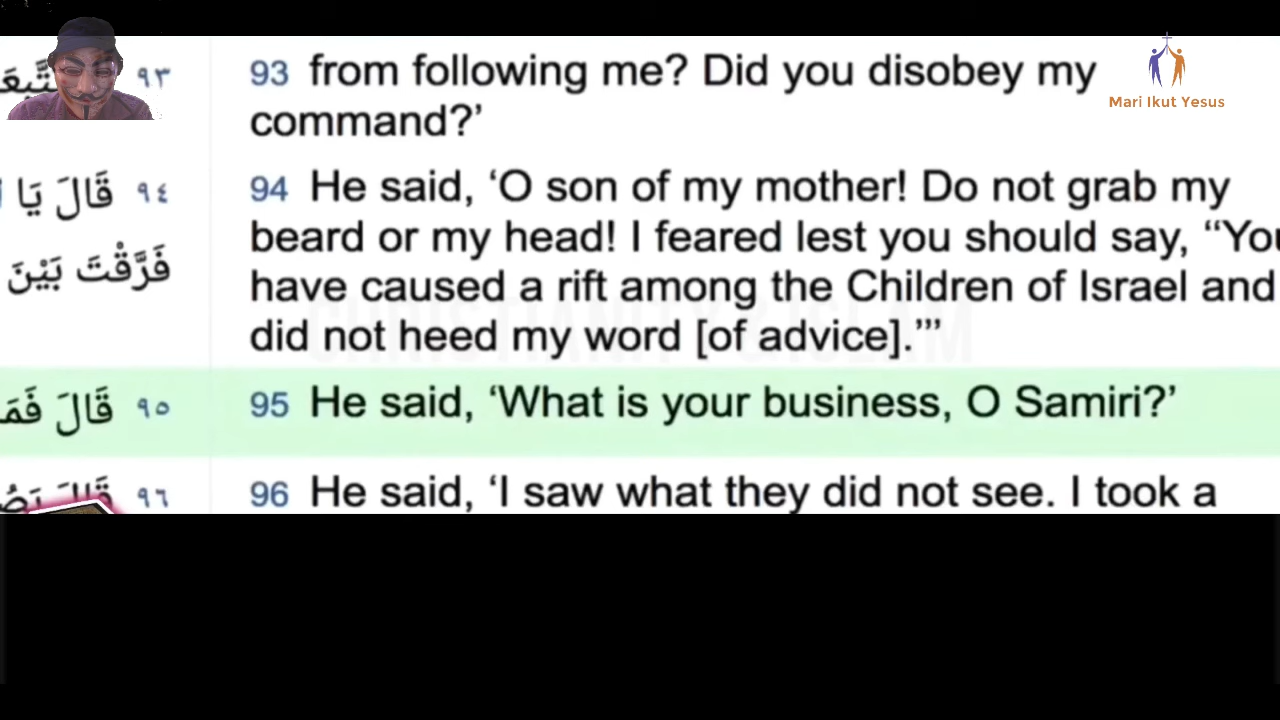 ٩٣
93 from following me? Did you disobey my
command?’
Mari Ikut Yesus
قَالَ يَا ٩٤
94 He said, ‘O son of my mother! Do not grab my
beard or my head! I feared lest you should say, “You
فَرَّقْتَ بَيْنَ
have caused a rift among the Children of Israel and
did not heed my word [of advice].”’
قَالَ ٩٥
95 He said, ‘What is your business, O Samiri?’
قَالَ ٩٦
96 He said, ‘I saw what they did not see. I took a